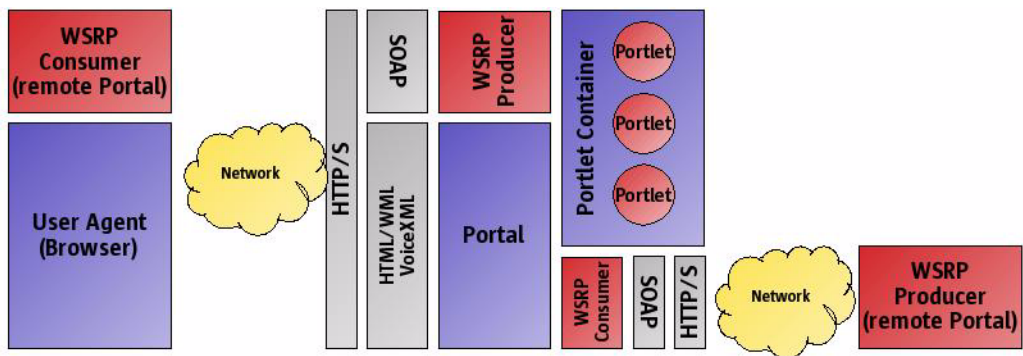 WSRP
Consumer
(remote Portal)
User Agent
(Browser)
Network
HTTP/S
SOAP
HTML/WML
VoiceXML
WSRP
Producer
Portal
Portlet Container
Portlet
Portlet
Portlet
WSRP
Consumer
SOAP
HTTP/S
Network
WSRP
Producer
(remote Portal)